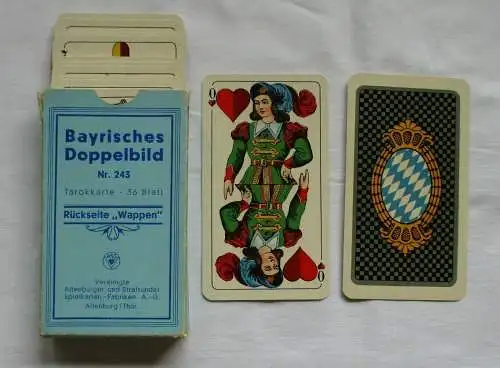 Bayrisches
Doppelbild
Nr. 243
Tarokkarte - 36 Blatt
Rückseite „Wappen"
Vereinigte
Altenburger und Stralsunder
Spielkarten-Fabriken A.-G.
Altenburg/Thür.
O
O